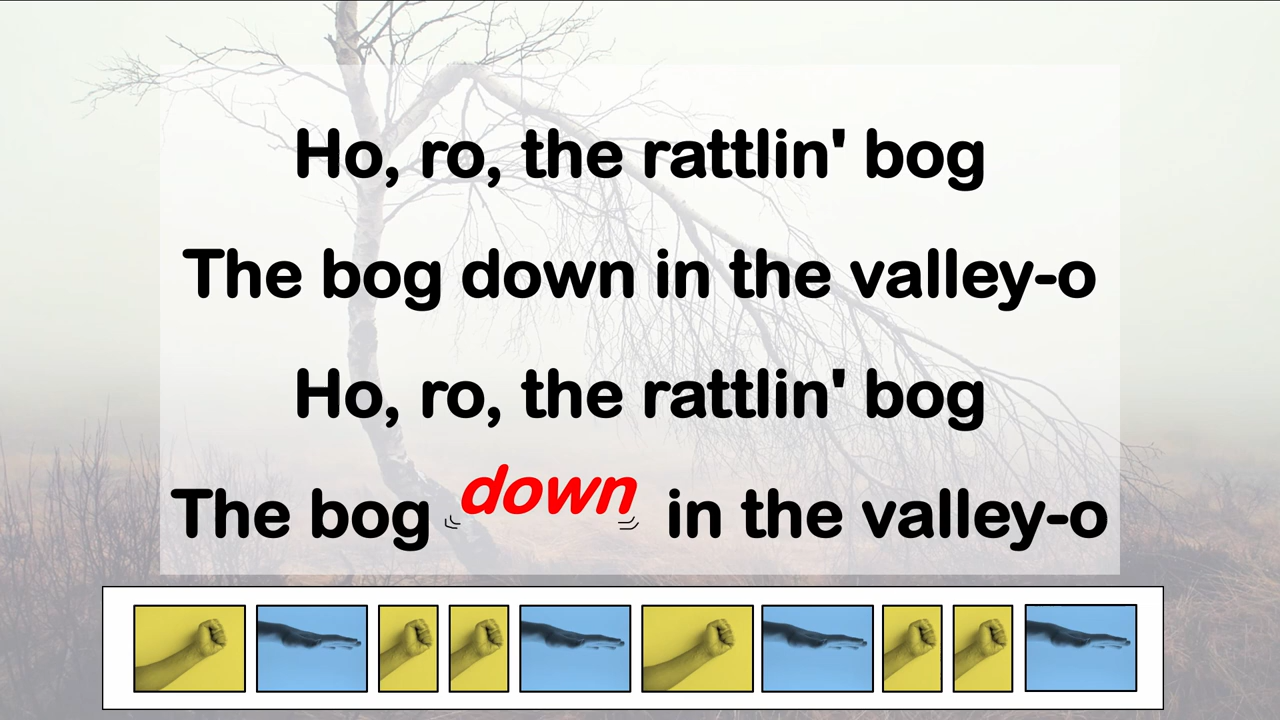 Ho, ro, the rattlin' bog
The bog down in the valley-o
Ho, ro, the rattlin' bog
The bog down in the valley-o